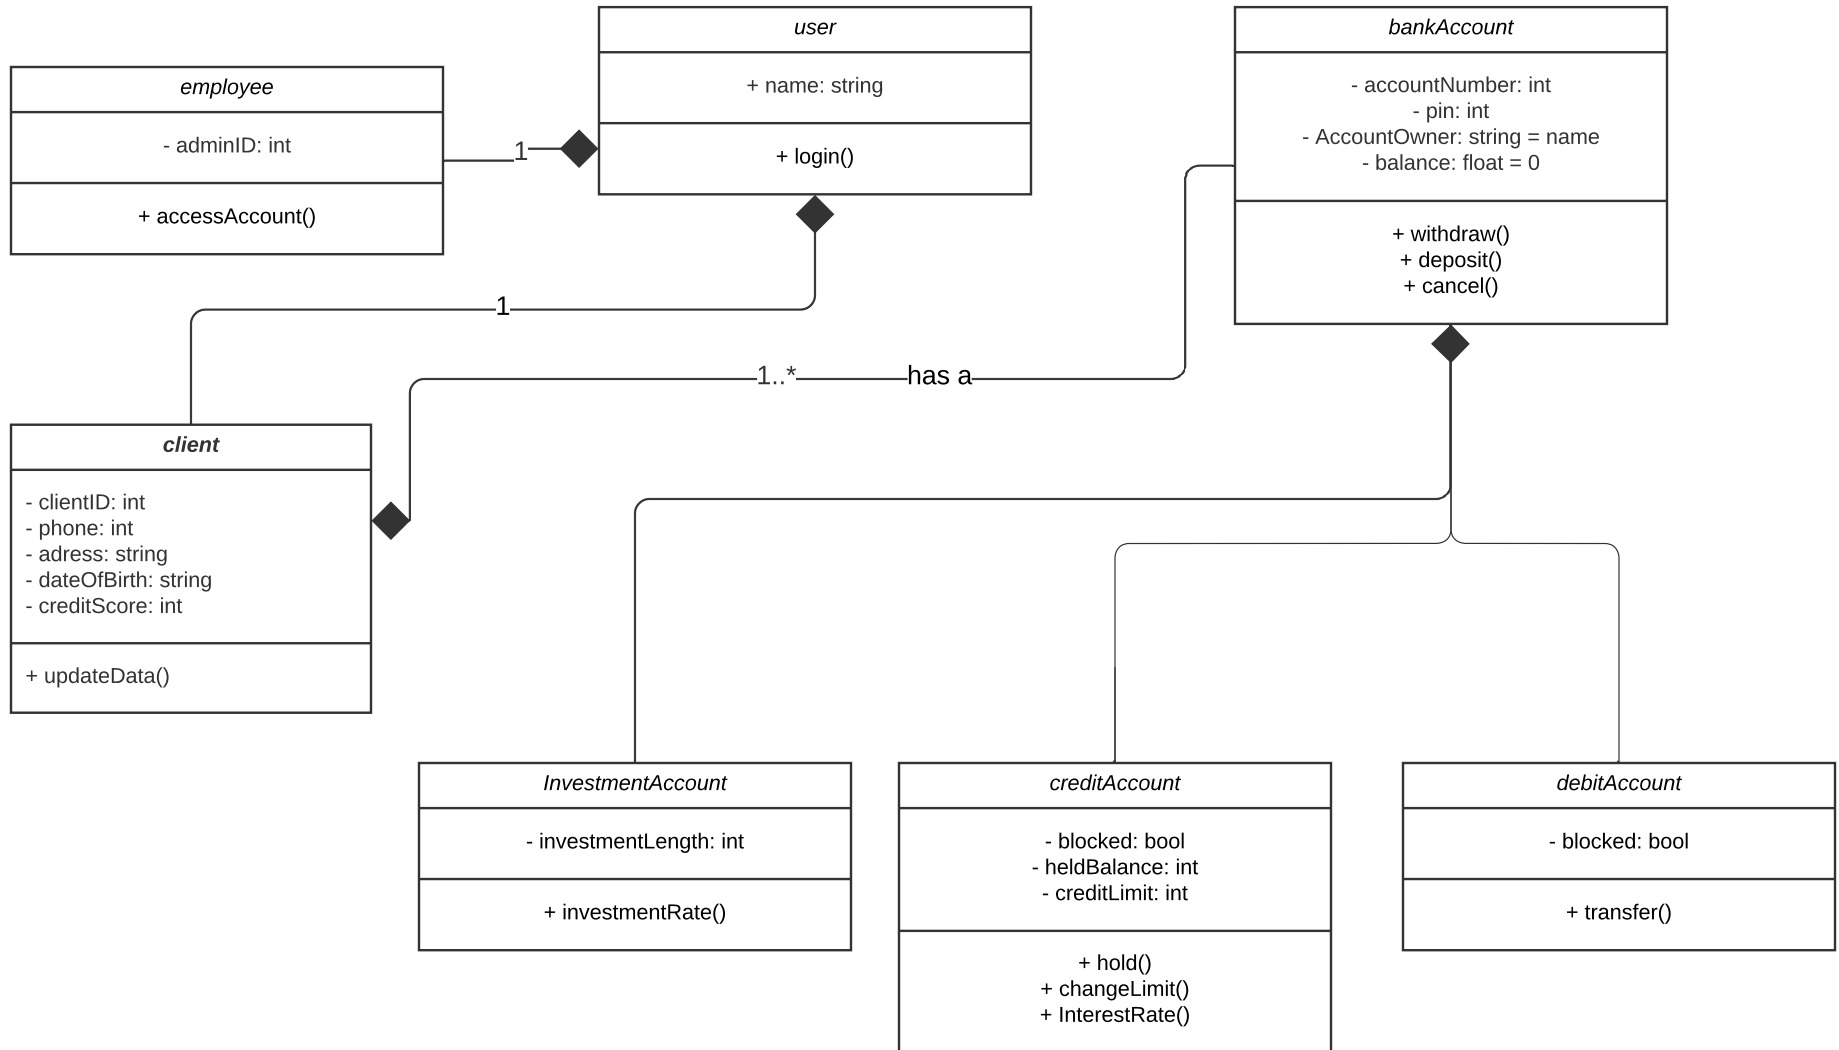 user
+ name: string
+ login()
bankAccount
- accountNumber: int
- pin: int
- AccountOwner: string = name
- balance: float = 0
+ withdraw()
+ deposit()
+ cancel()
employee
- adminID: int
+ accessAccount()
1
1
1..*
has a
client
- clientID: int
- phone: int
- adress: string
- dateOfBirth: string
- creditScore: int
+ updateData()
InvestmentAccount
- investmentLength: int
+ investmentRate()
creditAccount
- blocked: bool
- heldBalance: int
- creditLimit: int
+ hold()
+ changeLimit()
+ InterestRate()
debitAccount
- blocked: bool
+ transfer()